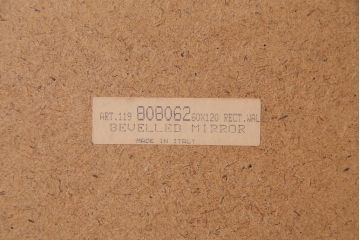 ART.119 808062 60X120 RECT.WAL
BEVELLED MIRROR
MADE IN ITALY